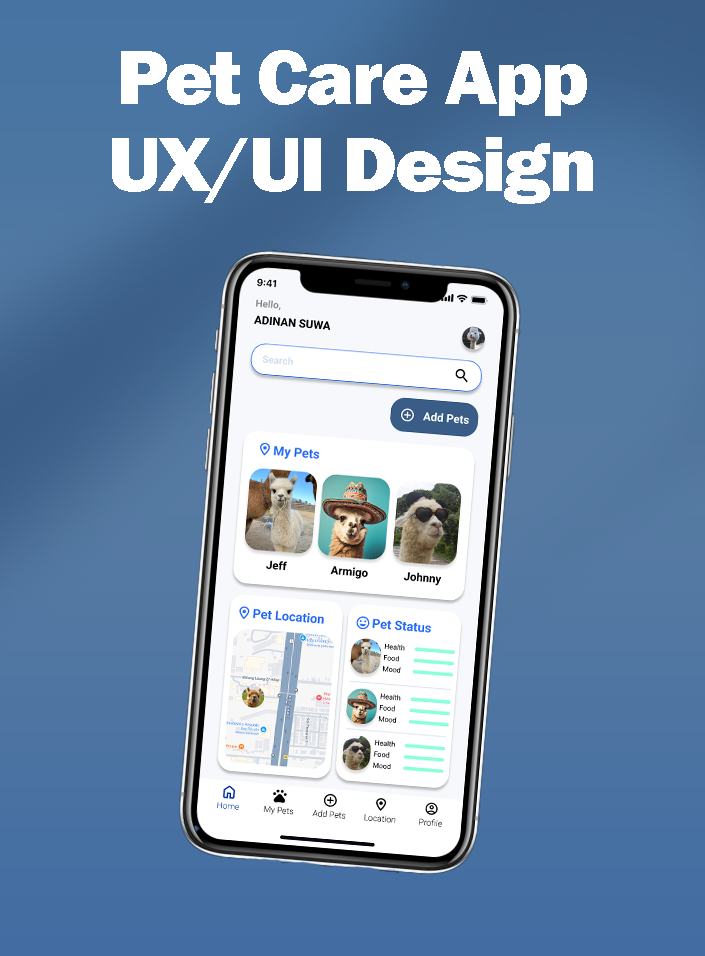 Pet Care App
UX/UI Design
9:41
Hello,
ADINAN SUWA
Search
Add Pets
My Pets
Jeff
Armigo
Johnny
Pet Location
Pet Status
Health
Food
Mood
Health
Food
Mood
Health
Food
Mood
Home
My Pets
Add Pets
Location
Profile